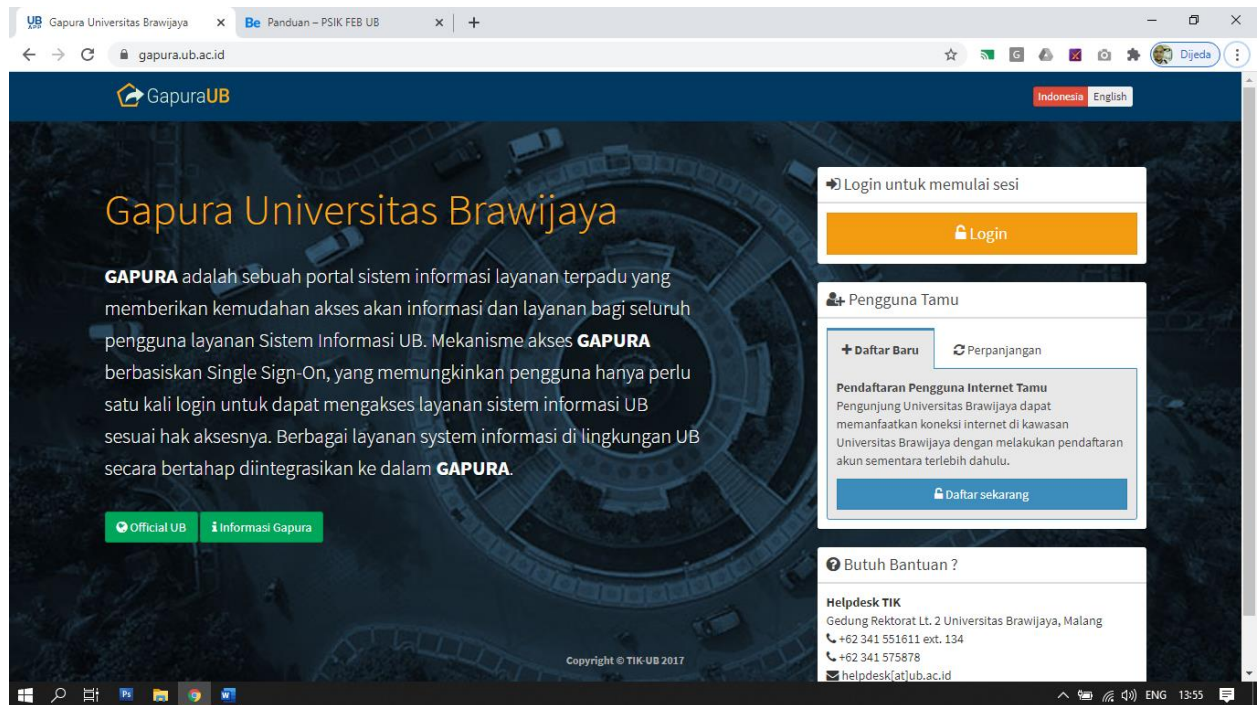 UB APP Gapura Universitas Brawijaya
Be Panduan – PSIK FEB UB
gapura.ub.ac.id
Dijeda
GapuraUB
Indonesia English
Gapura Universitas Brawijaya
GAPURA adalah sebuah portal sistem informasi layanan terpadu yang
memberikan kemudahan akses akan informasi dan layanan bagi seluruh
pengguna layanan Sistem Informasi UB. Mekanisme akses GAPURA
berbasiskan Single Sign-On, yang memungkinkan pengguna hanya perlu
satu kali login untuk dapat mengakses layanan sistem informasi UB
sesuai hak aksesnya. Berbagai layanan system informasi di lingkungan UB
secara bertahap diintegrasikan ke dalam GAPURA.
Official UB
Informasi Gapura
Login untuk memulai sesi
Login
Pengguna Tamu
Daftar Baru
Perpanjangan
Pendaftaran Pengguna Internet Tamu
Pengunjung Universitas Brawijaya dapat
memanfaatkan koneksi internet di kawasan
Universitas Brawijaya dengan melakukan pendaftaran
akun sementara terlebih dahulu.
Daftar sekarang
Butuh Bantuan ?
Helpdesk TIK
Gedung Rektorat Lt. 2 Universitas Brawijaya, Malang
+62 341 551611 ext. 134
+62 341 575878
helpdesk[at]ub.ac.id
Copyright © TIK-UB 2017
Ps
W
ENG 13:55